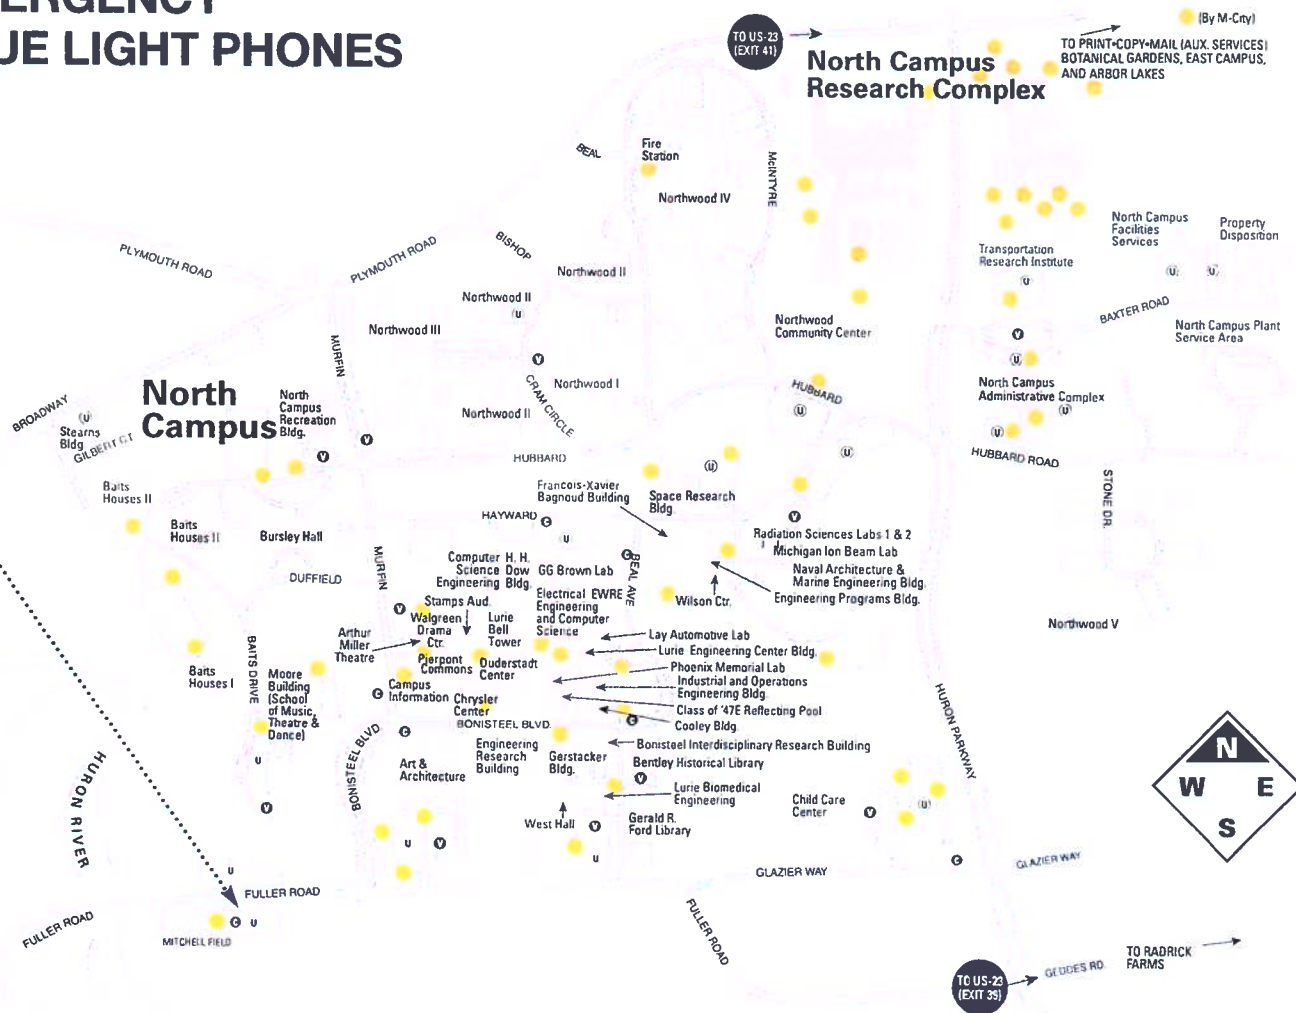 ERGENCY
UE LIGHT PHONES
TO US-23
(EXIT 41)
North Campus
Research Complex
(By M-City)
TO PRINT•COPY•MAIL (AUX. SERVICES)
BOTANICAL GARDENS, EAST CAMPUS,
AND ARBOR LAKES
BEAL
Fire
Station
Northwood IV
McINTYRE
PLYMOUTH ROAD
PLYMOUTH ROAD
BISHOP
Northwood II
Northwood II
U
Northwood III
MURFIN
V
CRAM CIRCLE
Northwood I
Northwood II
HUBBARD
Northwood
Community Center
HUBBARD
U
U
Transportation
Research Institute
U
North Campus
Facilities
Services
Property
Disposition
U
U
BAXTER ROAD
North Campus Plant
Service Area
V
U
North Campus
Administrative Complex
U
U
HUBBARD ROAD
STONE DR.
Northwood V
North
Campus
BROADWAY
U
Stearns
Bldg
GILBERT CT
North
Campus
Recreation
Bldg.
V
V
Baits
Houses II
Baits
Houses II
Bursley Hall
DUFFIELD
MURFIN
Baits
Houses I
BAITS DRIVE
Moore
Building
(School
of Music,
Theatre &
Dance)
U
V
HAYWARD
C
U
Francois-Xavier
Bagnoud Building
Space Research
Bldg.
U
V
Radiation Sciences Labs 1 & 2
Michigan Ion Beam Lab
Naval Architecture &
Marine Engineering Bldg.
Engineering Programs Bldg.
Wilson Ctr.
C
BEAL AVE
Computer
Science
Engineering
H. H.
Dow
Bldg.
GG Brown Lab
Electrical
Engineering
and Computer
Science
EWRE
V
Stamps Aud.
Walgreen
Drama
Ctr.
Lurie
Bell
Tower
Arthur
Miller
Theatre
Pierpont
Commons
Duderstadt
Center
C
Campus
Information
Chrysler
Center
Lay Automotive Lab
Lurie Engineering Center Bldg.
Phoenix Memorial Lab
Industrial and Operations
Engineering Bldg.
Class of '47E Reflecting Pool
Cooley Bldg.
C
BONISTEEL BLVD.
BONISTEEL BLVD
C
Art &
Architecture
Engineering
Research
Building
Gerstacker
Bldg.
Bonisteel Interdisciplinary Research Building
Bentley Historical Library
V
Lurie Biomedical
Engineering
Gerald R.
Ford Library
West Hall
V
U
U
V
Child Care
Center
V
U
HURON PARKWAY
C
GLAZIER WAY
GLAZIER WAY
HURON RIVER
U
FULLER ROAD
FULLER ROAD
C
U
MITCHELL FIELD
FULLER ROAD
TO US-23
(EXIT 39)
GEDDES RD.
TO RADRICK
FARMS
N
W
E
S